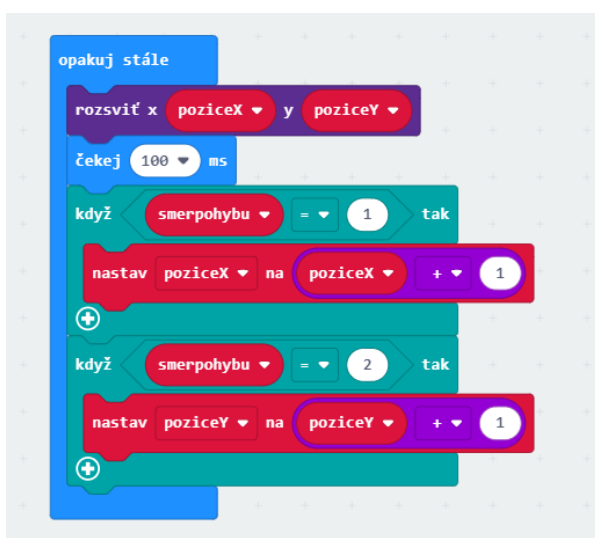 opakuj stále
rozsviť x poziceX y poziceY
čekej 100 ms
když smerpohybu = 1 tak
nastav poziceX na poziceX + 1
když smerpohybu = 2 tak
nastav poziceY na poziceY + 1